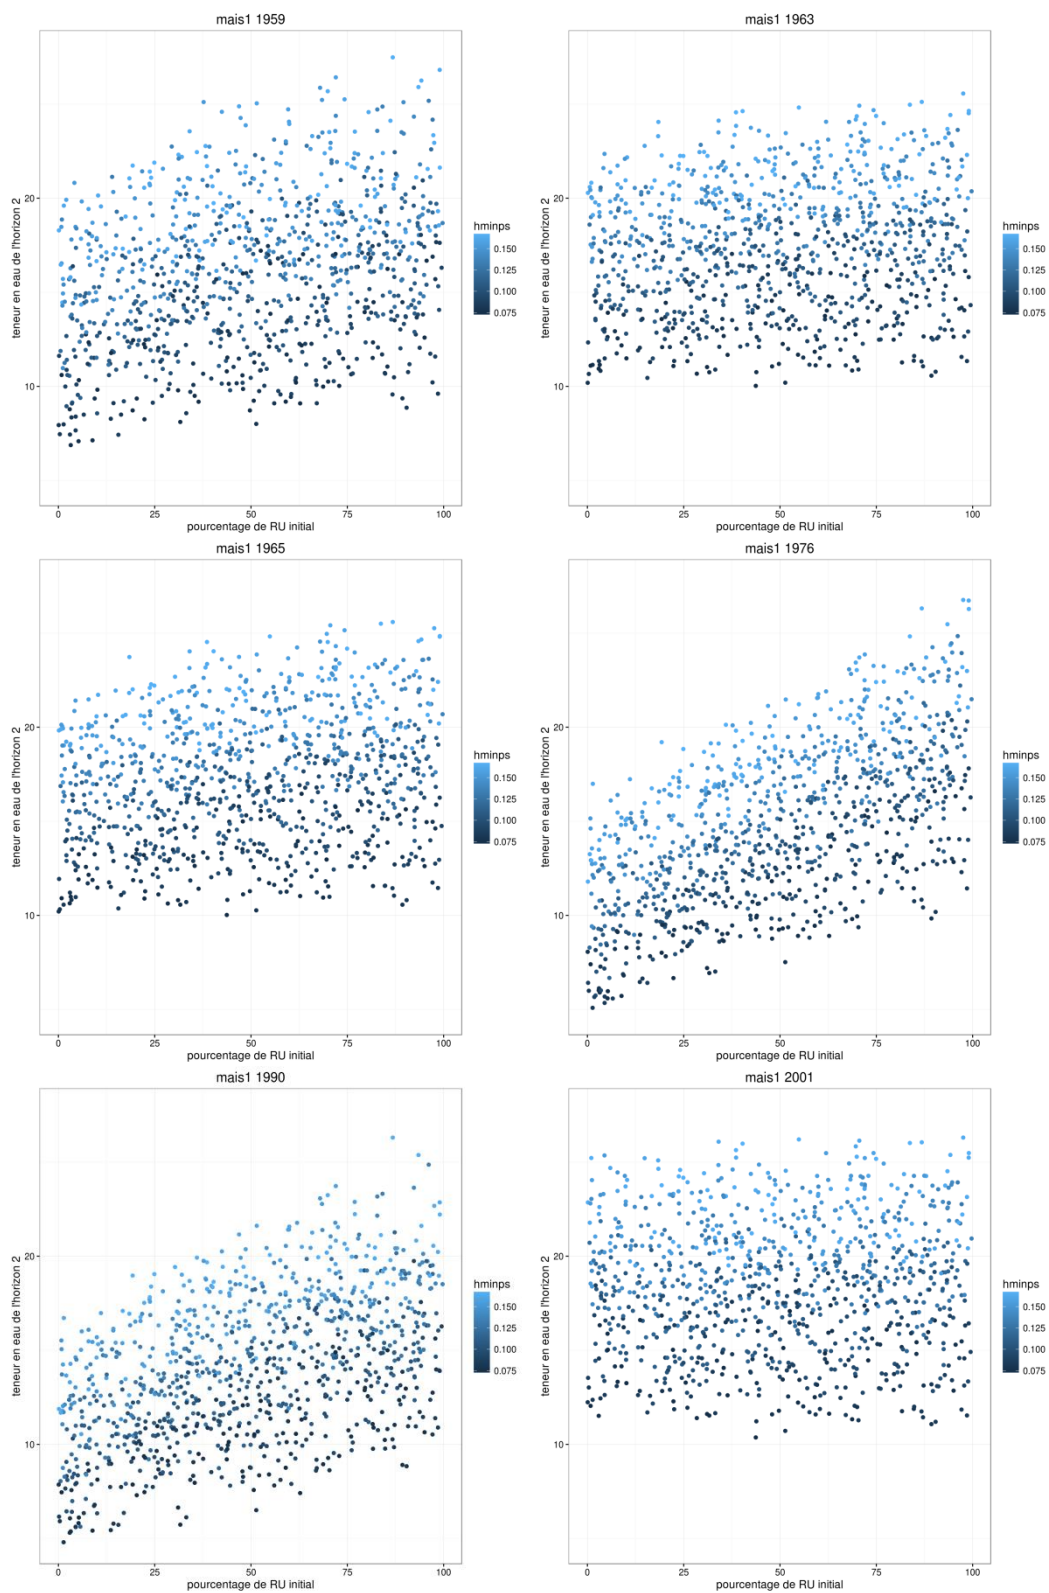 mais1 1959
teneur en eau de l'horizon 2
20
10
0 25 50 75 100
pourcentage de RU initial
hminps
0.150
0.125
0.100
0.075
mais1 1963
teneur en eau de l'horizon 2
20
10
0 25 50 75 100
pourcentage de RU initial
hminps
0.150
0.125
0.100
0.075
mais1 1965
teneur en eau de l'horizon 2
20
10
0 25 50 75 100
pourcentage de RU initial
hminps
0.150
0.125
0.100
0.075
mais1 1976
teneur en eau de l'horizon 2
20
10
0 25 50 75 100
pourcentage de RU initial
hminps
0.150
0.125
0.100
0.075
mais1 1990
teneur en eau de l'horizon 2
20
10
0 25 50 75 100
pourcentage de RU initial
hminps
0.150
0.125
0.100
0.075
mais1 2001
teneur en eau de l'horizon 2
20
10
0 25 50 75 100
pourcentage de RU initial
hminps
0.150
0.125
0.100
0.075